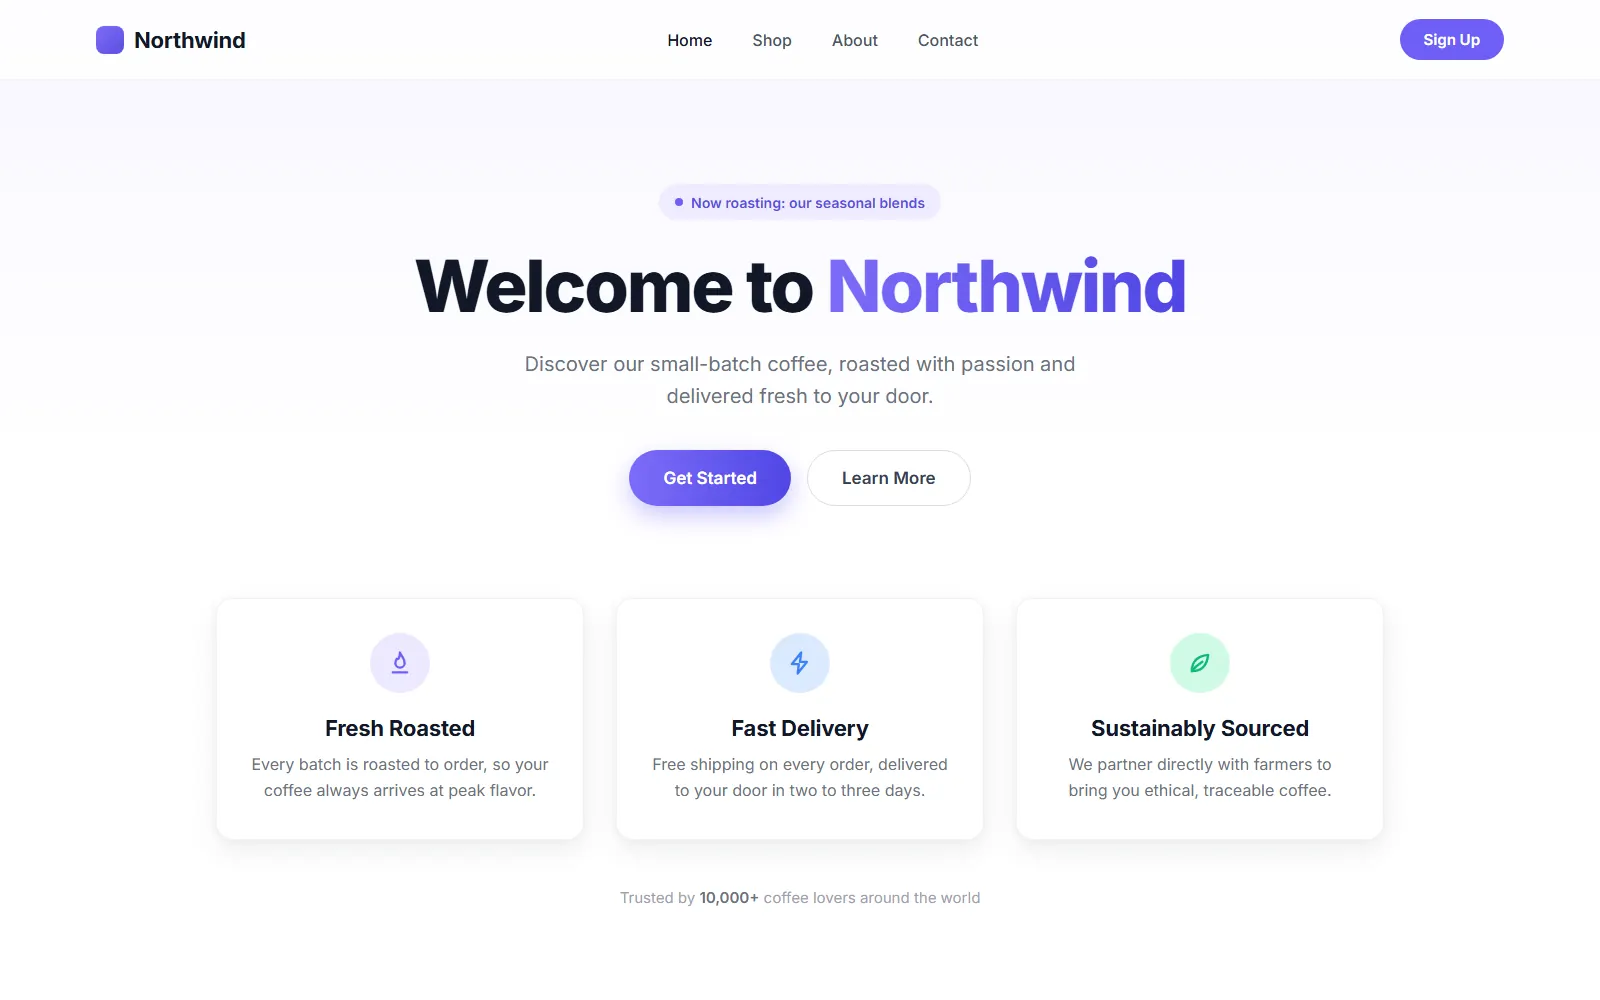 Northwind
Home
Shop
About
Contact
Sign Up
Now roasting: our seasonal blends
Welcome to Northwind
Discover our small-batch coffee, roasted with passion and
delivered fresh to your door.
Get Started
Learn More
Fresh Roasted
Every batch is roasted to order, so your
coffee always arrives at peak flavor.
Fast Delivery
Free shipping on every order, delivered
to your door in two to three days.
Sustainably Sourced
We partner directly with farmers to
bring you ethical, traceable coffee.
Trusted by 10,000+ coffee lovers around the world